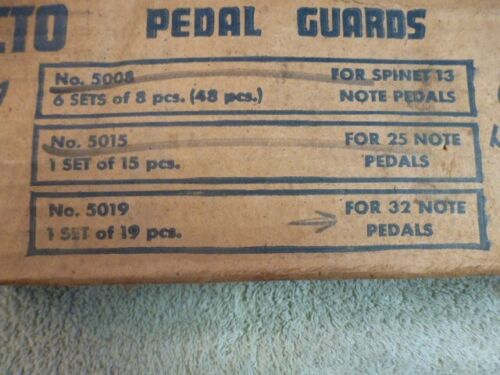 PEDAL GUARDS
No. 5008 FOR SPINET 13
6 SETS of 8 pcs. (48 pcs.) NOTE PEDALS
No. 5015 FOR 25 NOTE
1 SET of 15 pcs. PEDALS
No. 5019 FOR 32 NOTE
1 SET of 19 pcs. PEDALS